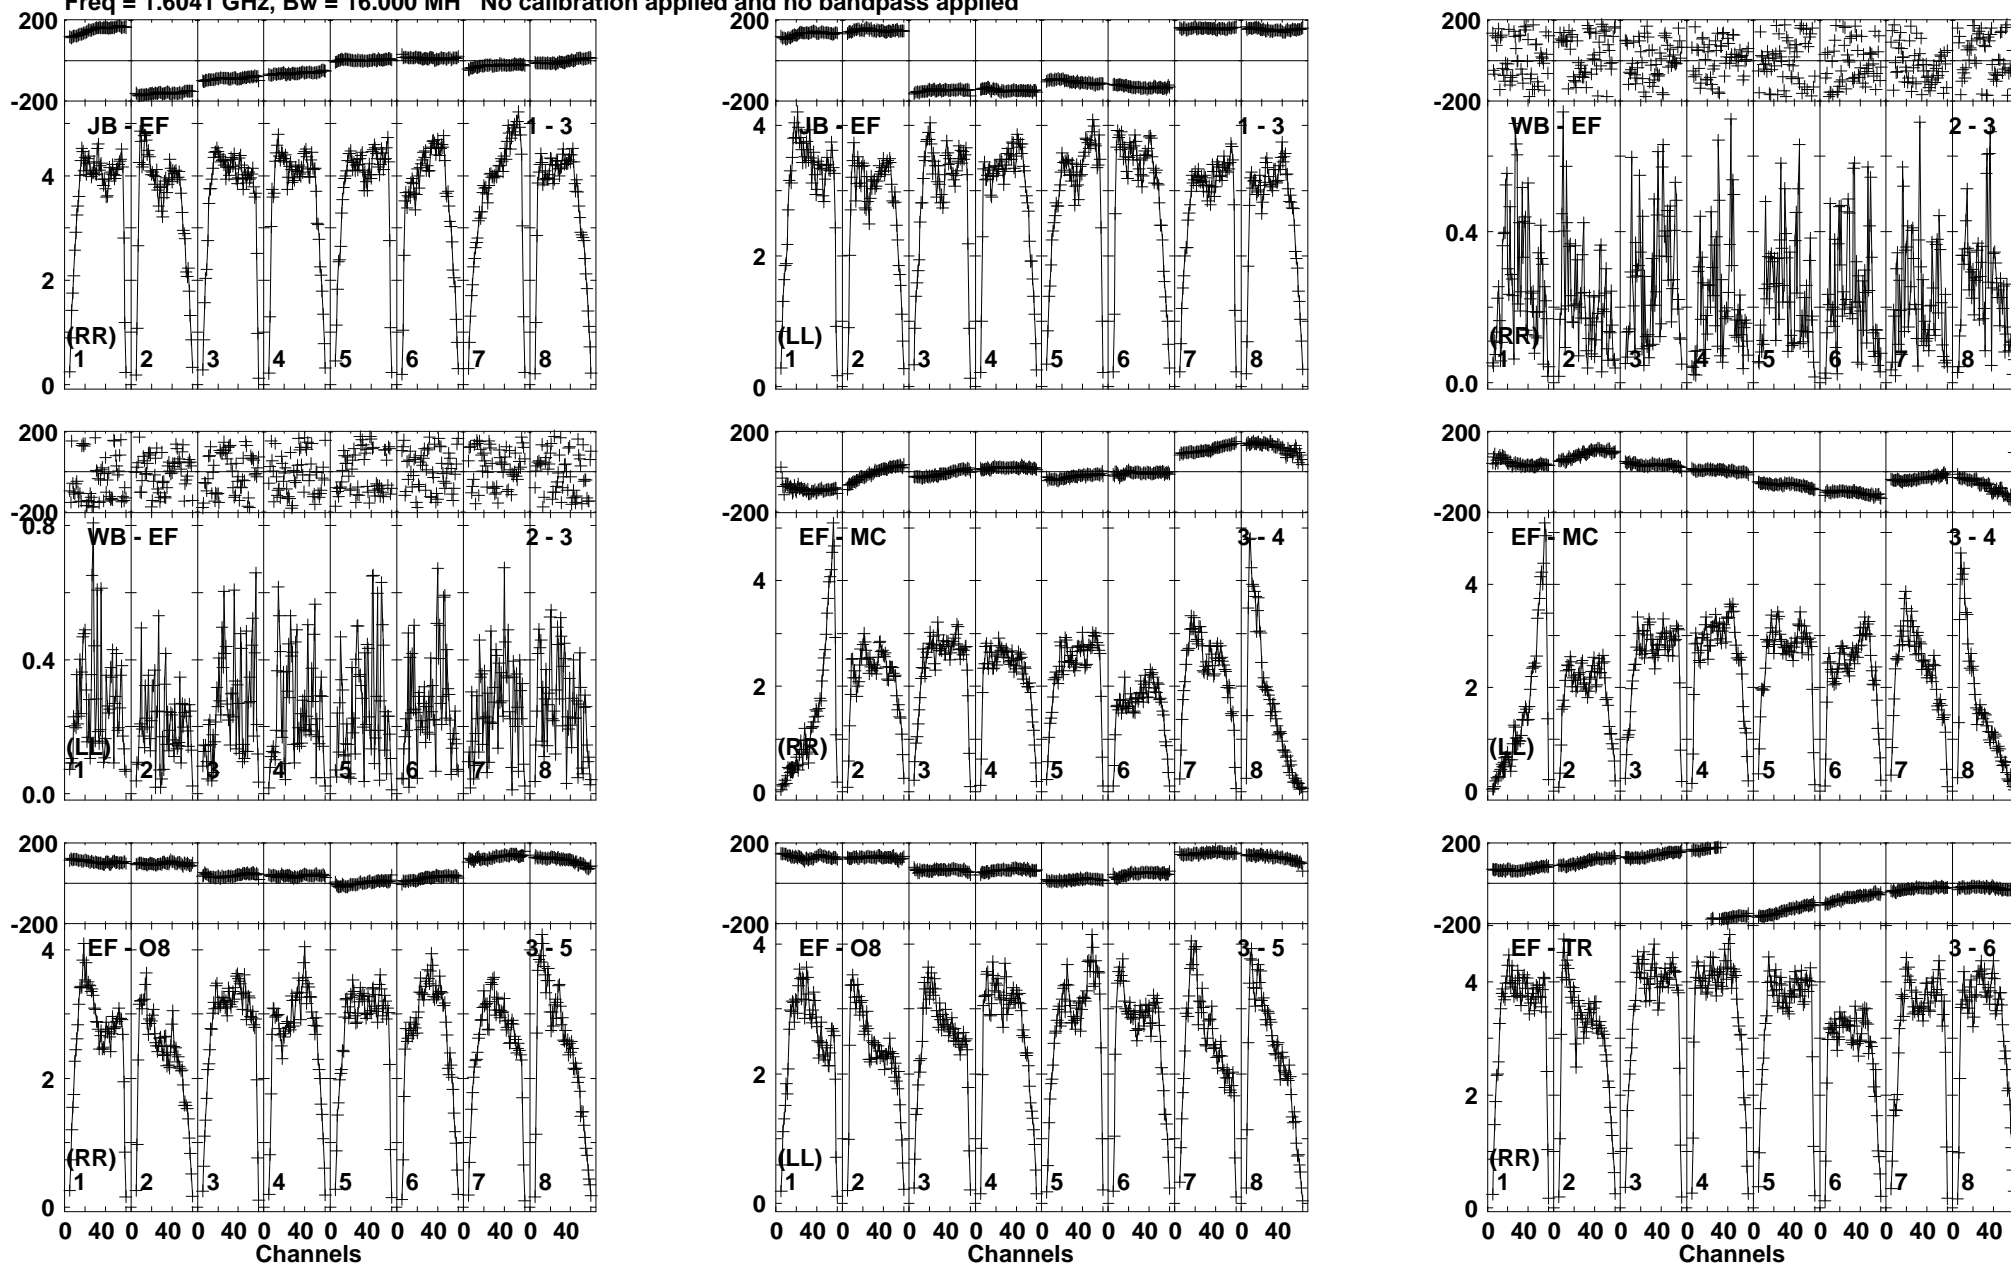 Freq = 1.6041 GHz, Bw = 16.000 MH No calibration applied and no bandpass applied
200 200 200
-200 -200 -200
JB - EF 1 - 3 JB - EF 1 - 3 WB - EF 2 - 3
4 4
0.4
2 2
(RR) (LL) (RR)
1 2 3 4 5 6 7 8 1 2 3 4 5 6 7 8 1 2 3 4 5 6 7 8
0 0 0.0
200 200 200
-200 -200 -200
0.8
WB - EF 2 - 3 EF - MC 3 - 4 EF - MC 3 - 4
4 4
0.4 2 2
(LL) (RR) (LL)
1 2 3 4 5 6 7 8 1 2 3 4 5 6 7 8 1 2 3 4 5 6 7 8
0.0 0 0
200 200 200
-200 -200 -200
EF - O8 3 - 5 EF - O8 3 - 5 EF - TR 3 - 6
4 4 4
2 2 2
(RR) (LL) (RR)
1 2 3 4 5 6 7 8 1 2 3 4 5 6 7 8 1 2 3 4 5 6 7 8
0 0 0
0 40 0 40 0 40 0 40 0 40 0 40 0 40 0 40 0 40 0 40 0 40 0 40 0 40 0 40 0 40 0 40 0 40 0 40 0 40 0 40 0 40 0 40 0 40 0 40
Channels Channels Channels